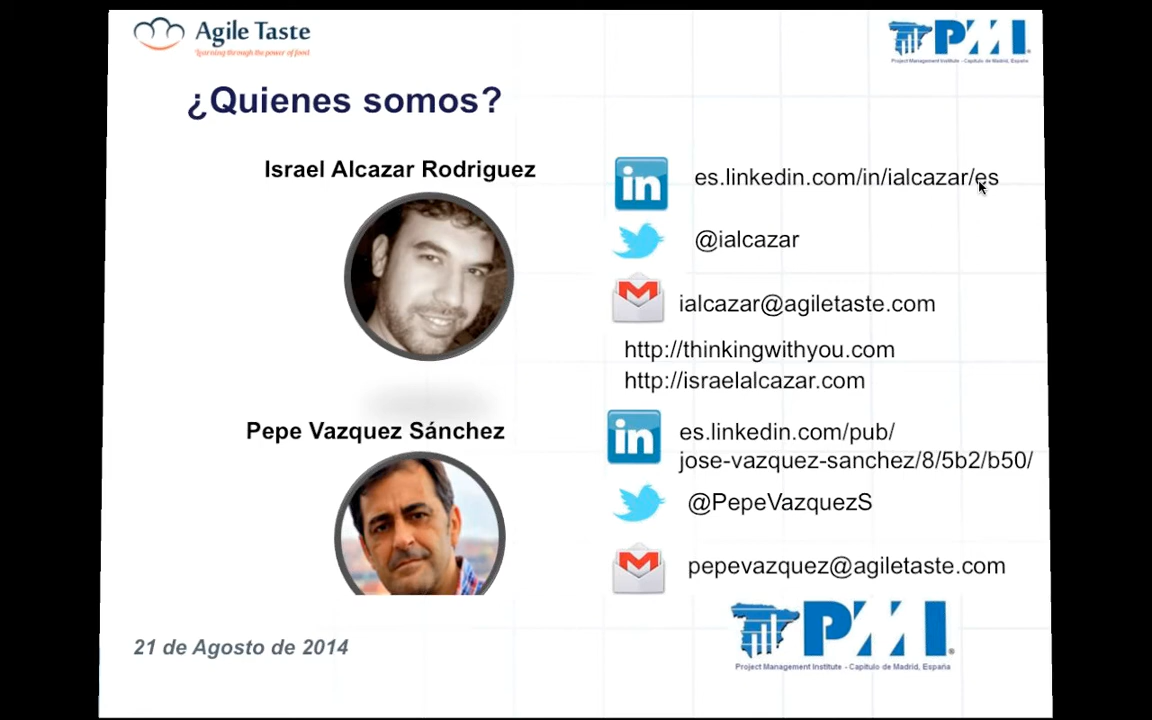 Agile Taste
Learning through the power of food.
PMI
Project Management Institute - Capítulo de Madrid, España
¿Quienes somos?
Israel Alcazar Rodriguez
in
es.linkedin.com/in/ialcazar/es
@ialcazar
ialcazar@agiletaste.com
http://thinkingwithyou.com
http://israelalcazar.com
Pepe Vazquez Sánchez
in
es.linkedin.com/pub/
jose-vazquez-sanchez/8/5b2/b50/
@PepeVazquezS
pepevazquez@agiletaste.com
21 de Agosto de 2014
PMI
Project Management Institute - Capítulo de Madrid, España